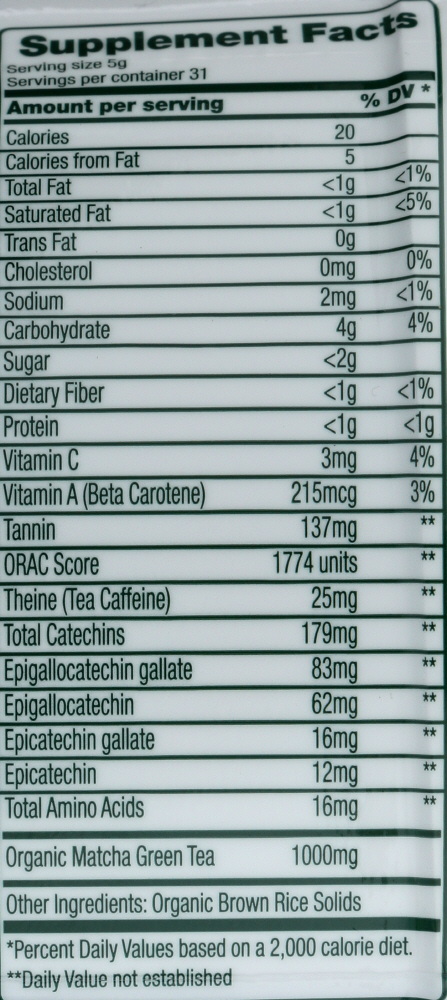 Supplement Facts
Serving size 5g
Servings per container 31
Amount per serving % DV *
Calories 20
Calories from Fat 5
Total Fat <1g <1%
Saturated Fat <1g <5%
Trans Fat 0g
Cholesterol 0mg 0%
Sodium 2mg <1%
Carbohydrate 4g 4%
Sugar <2g
Dietary Fiber <1g <1%
Protein <1g <1g
Vitamin C 3mg 4%
Vitamin A (Beta Carotene) 215mcg 3%
Tannin 137mg **
ORAC Score 1774 units **
Theine (Tea Caffeine) 25mg **
Total Catechins 179mg **
Epigallocatechin gallate 83mg **
Epigallocatechin 62mg **
Epicatechin gallate 16mg **
Epicatechin 12mg **
Total Amino Acids 16mg **
Organic Matcha Green Tea 1000mg
Other Ingredients: Organic Brown Rice Solids
*Percent Daily Values based on a 2,000 calorie diet.
**Daily Value not established